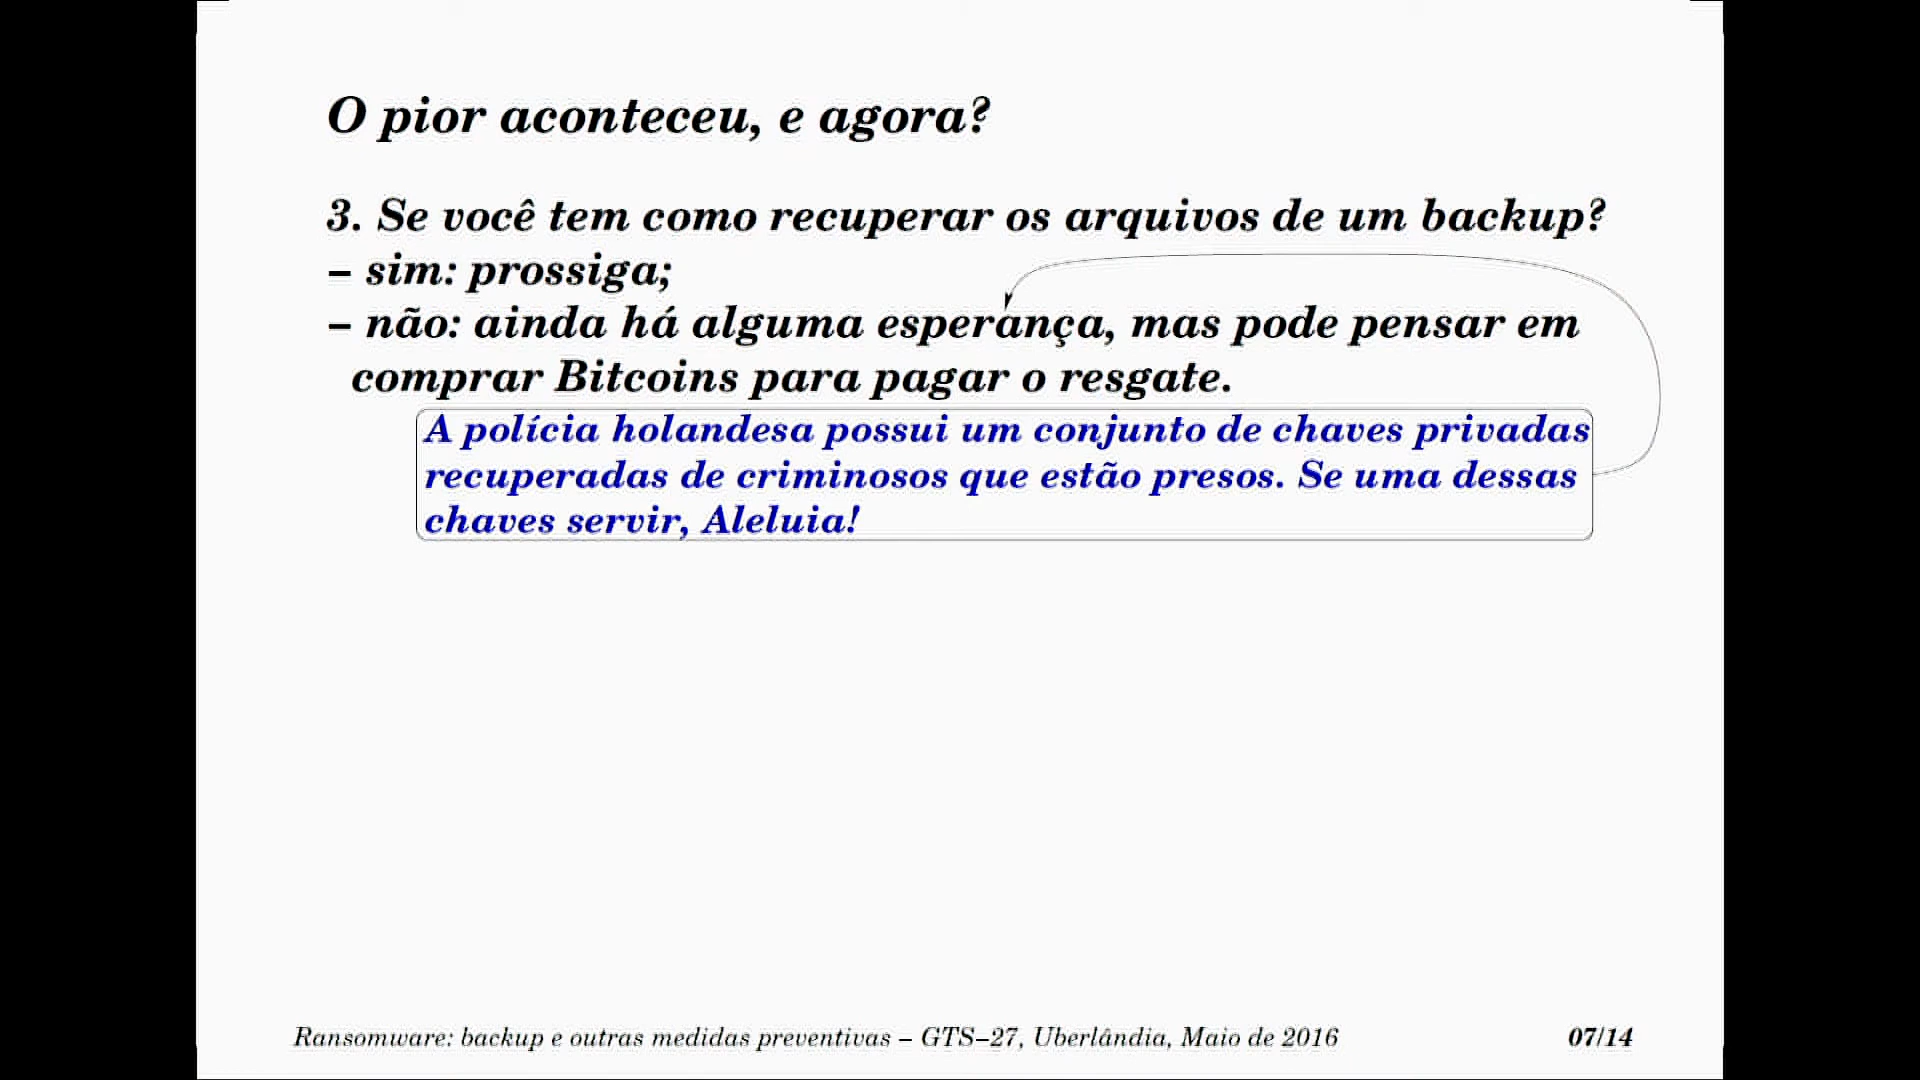 O pior aconteceu, e agora?
3. Se você tem como recuperar os arquivos de um backup?
– sim: prossiga;
– não: ainda há alguma esperança, mas pode pensar em
comprar Bitcoins para pagar o resgate.
A polícia holandesa possui um conjunto de chaves privadas
recuperadas de criminosos que estão presos. Se uma dessas
chaves servir, Aleluia!
Ransomware: backup e outras medidas preventivas – GTS–27, Uberlândia, Maio de 2016
07/14